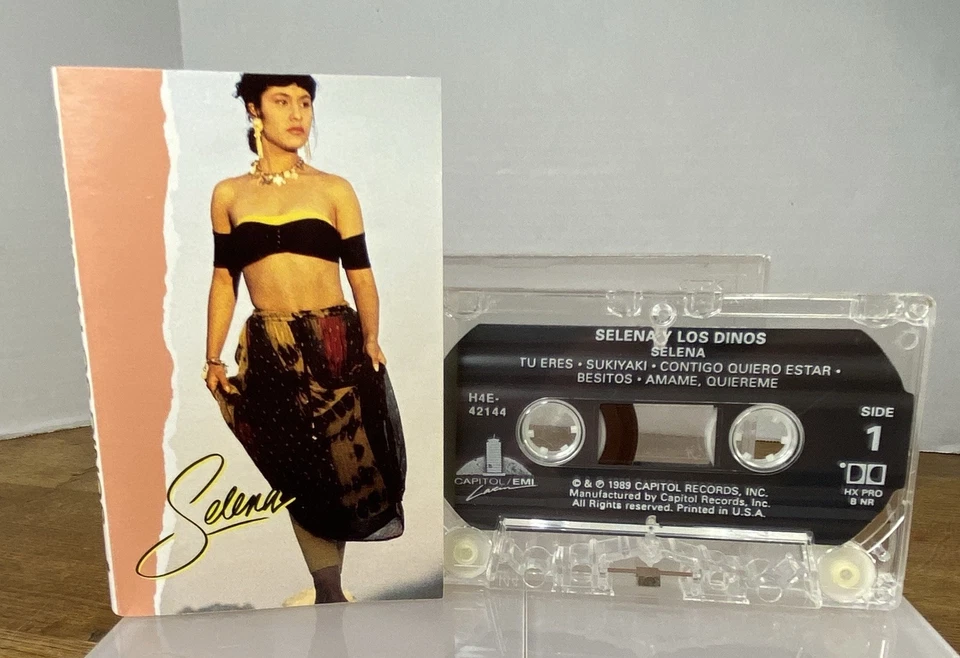 Selena
SELENA Y LOS DINOS
SELENA
TU ERES • SUKIYAKI • CONTIGO QUIERO ESTAR •
BESITOS • AMAME, QUIEREME
H4E-
42144
SIDE
1
CAPITOL/EMI
Latin
HX PRO
B NR
© & ℗ 1989 CAPITOL RECORDS, INC.
Manufactured by Capitol Records, Inc.
All Rights reserved. Printed in U.S.A.